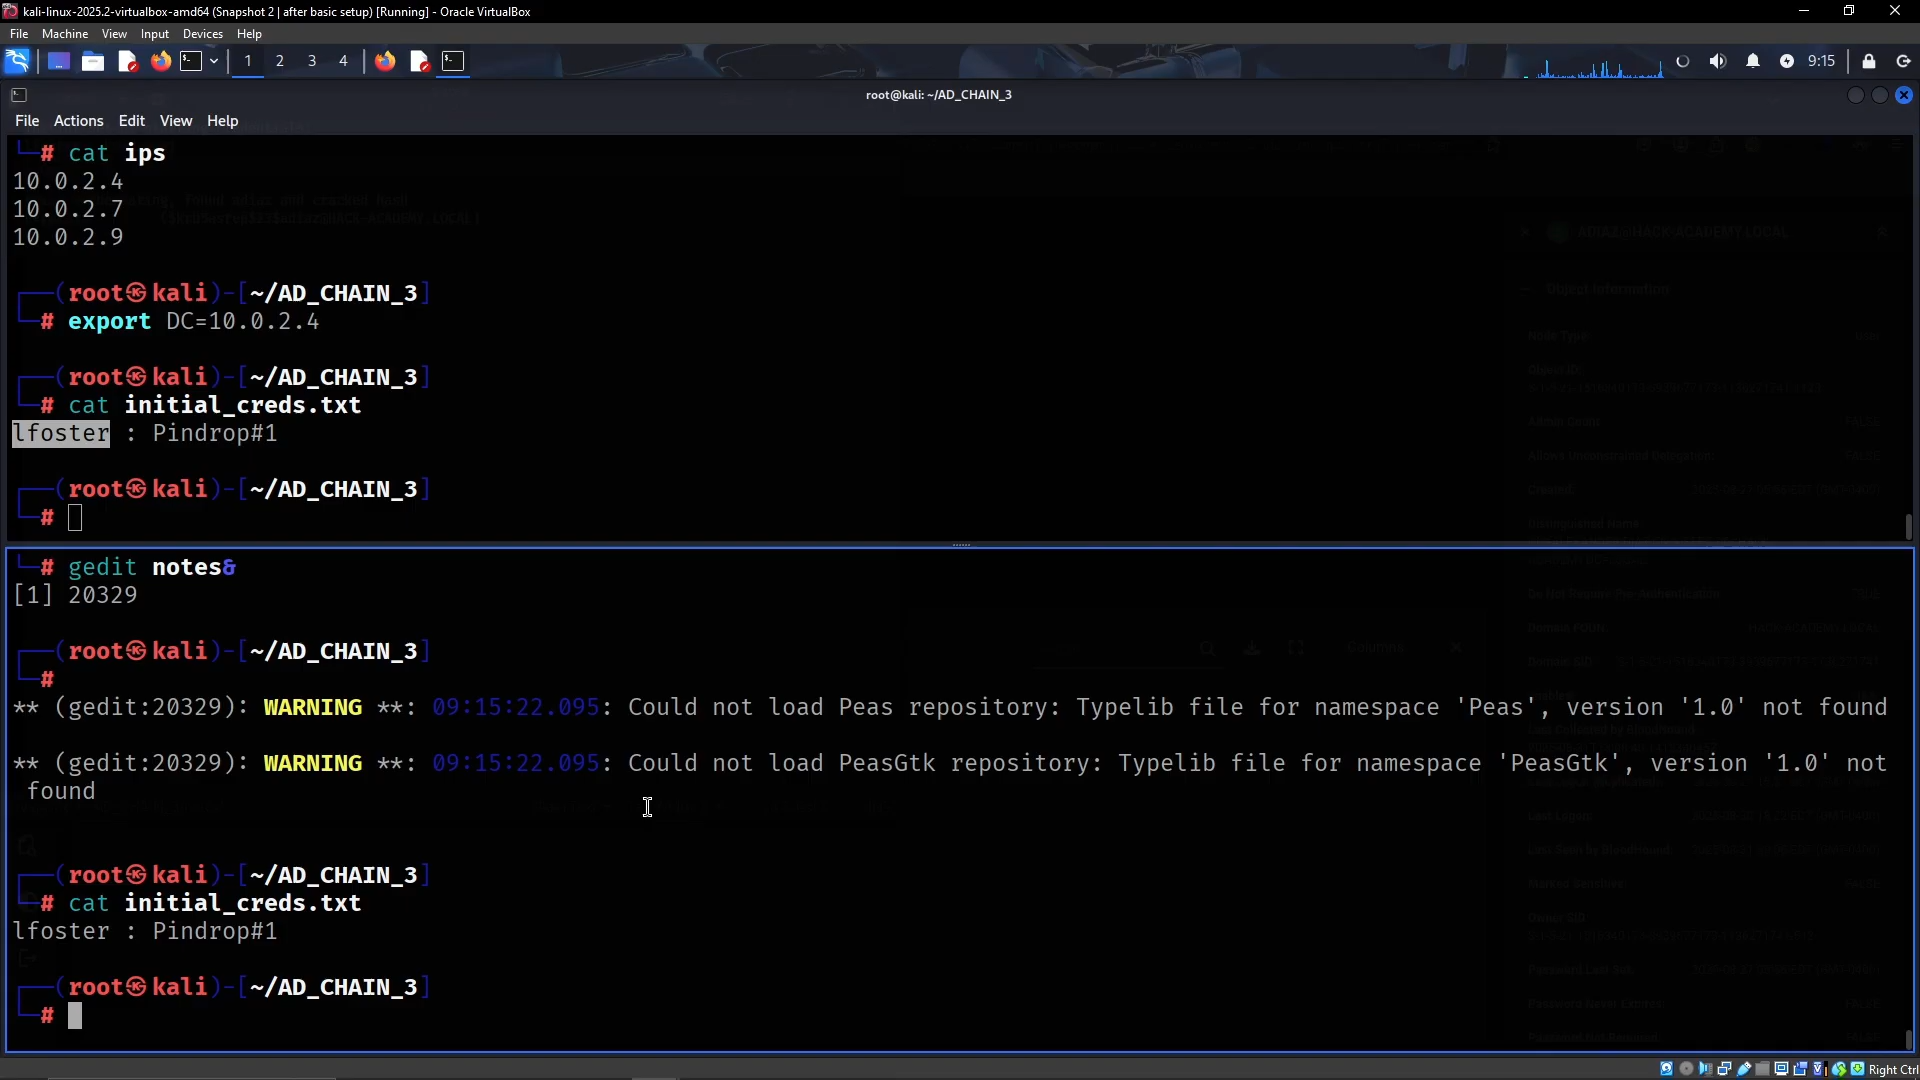 kali-linux-2025.2-virtualbox-amd64 (Snapshot 2 | after basic setup) [Running] - Oracle VirtualBox
File Machine View Input Devices Help
1 2 3 4 9:15
root@kali: ~/AD_CHAIN_3
File Actions Edit View Help
└─# cat ips
10.0.2.4
10.0.2.7
10.0.2.9
┌──(root㉿kali)-[~/AD_CHAIN_3]
└─# export DC=10.0.2.4
┌──(root㉿kali)-[~/AD_CHAIN_3]
└─# cat initial_creds.txt
lfoster : Pindrop#1
┌──(root㉿kali)-[~/AD_CHAIN_3]
└─#
└─# gedit notes&
[1] 20329
┌──(root㉿kali)-[~/AD_CHAIN_3]
└─#
** (gedit:20329): WARNING **: 09:15:22.095: Could not load Peas repository: Typelib file for namespace 'Peas', version '1.0' not found
** (gedit:20329): WARNING **: 09:15:22.095: Could not load PeasGtk repository: Typelib file for namespace 'PeasGtk', version '1.0' not
found
┌──(root㉿kali)-[~/AD_CHAIN_3]
└─# cat initial_creds.txt
lfoster : Pindrop#1
┌──(root㉿kali)-[~/AD_CHAIN_3]
└─#
Right Ctrl